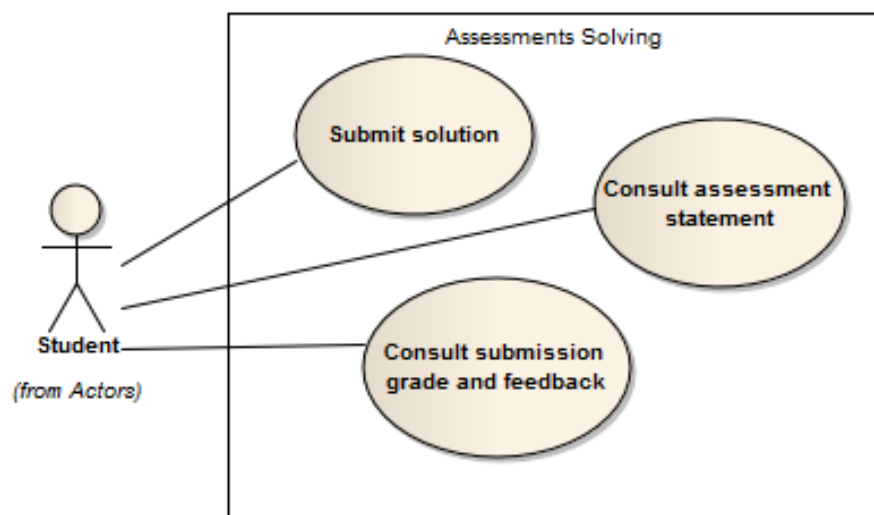 Assessments Solving
Submit solution
Consult assessment
statement
Student
(from Actors)
Consult submission
grade and feedback